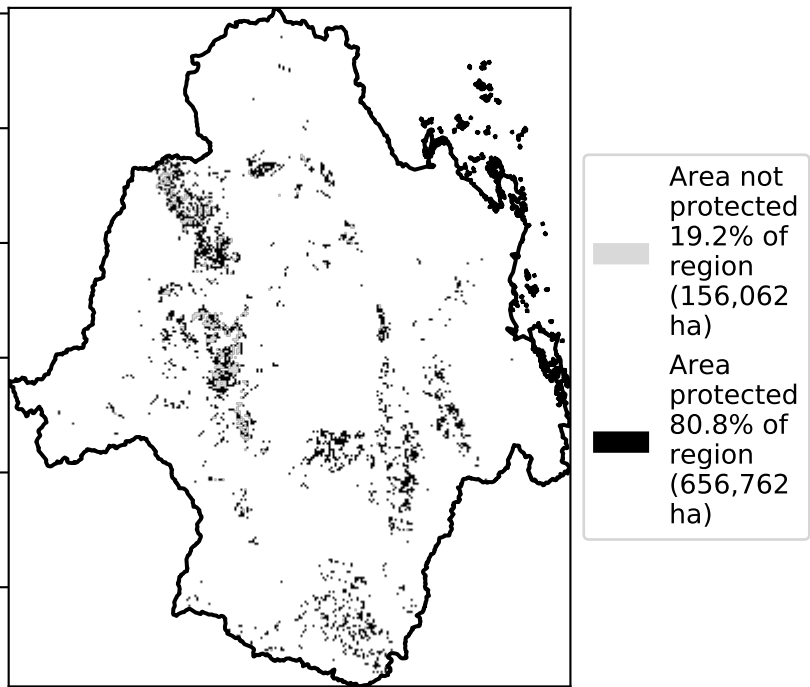 Area not
protected
19.2% of
region
(156,062
ha)
Area
protected
80.8% of
region
(656,762
ha)